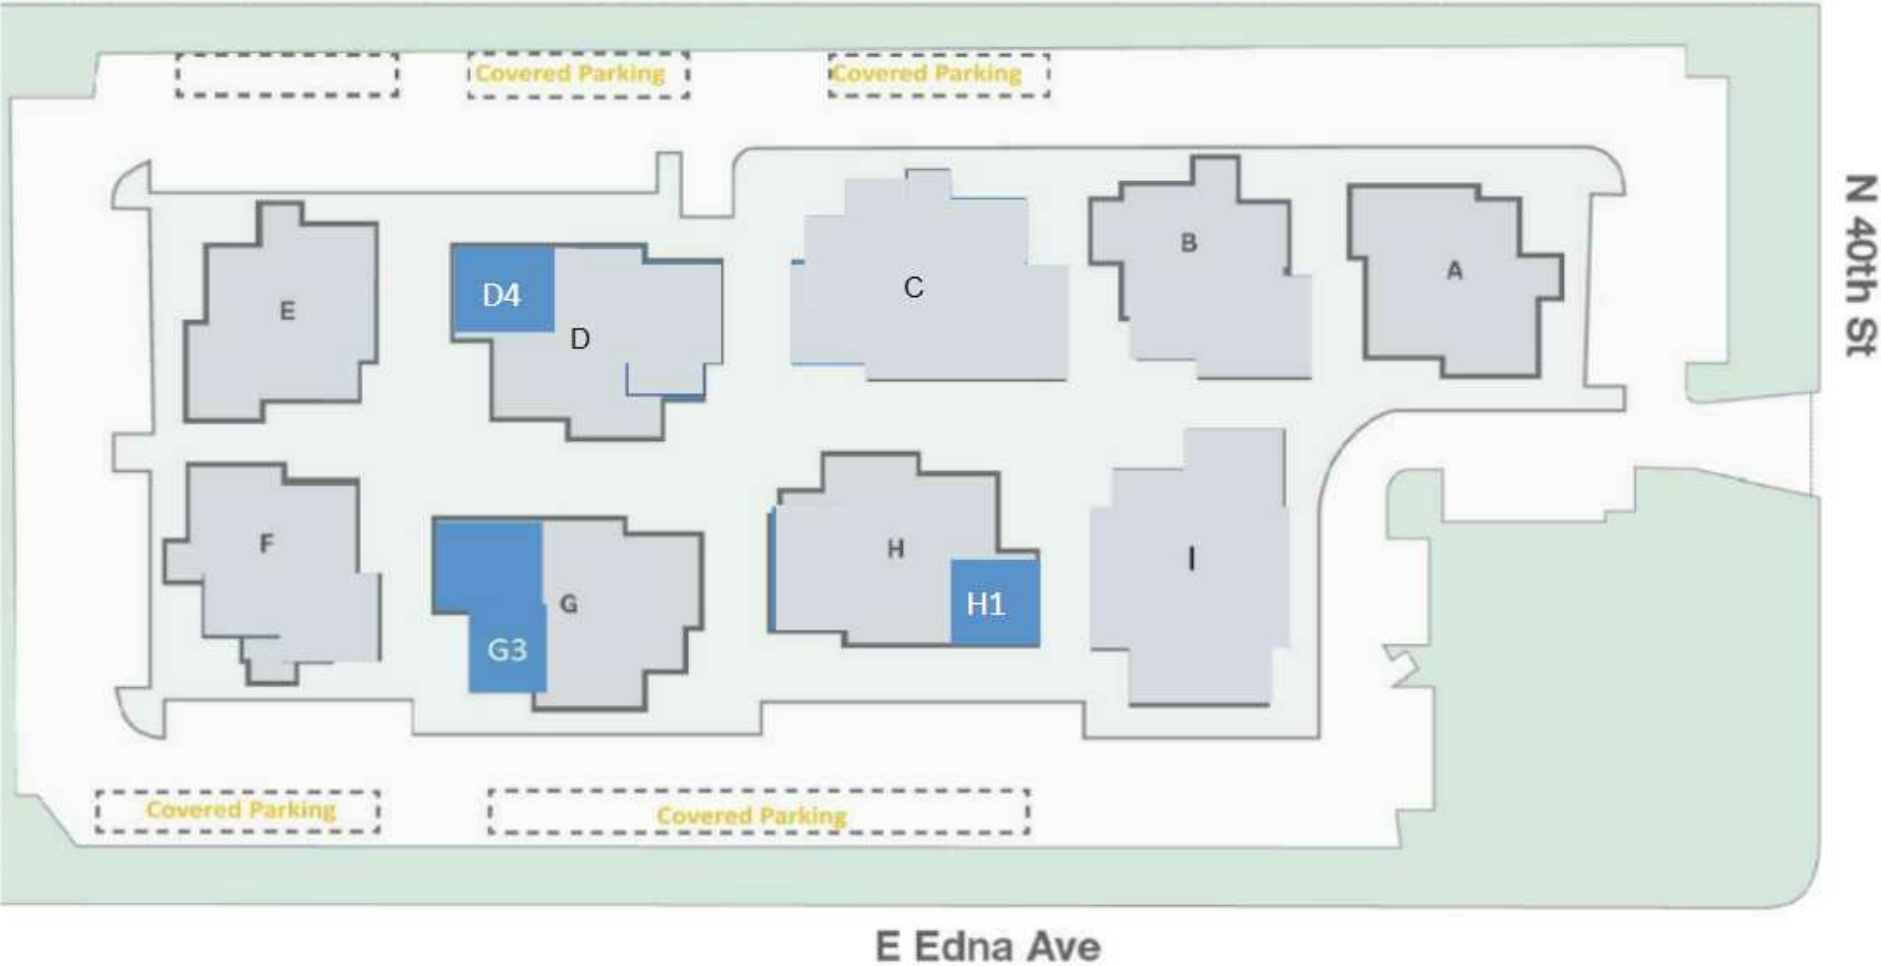 Covered Parking
Covered Parking
N 40th St
E
D4
D
C
B
A
F
G3
G
H
H1
I
Covered Parking
Covered Parking
E Edna Ave